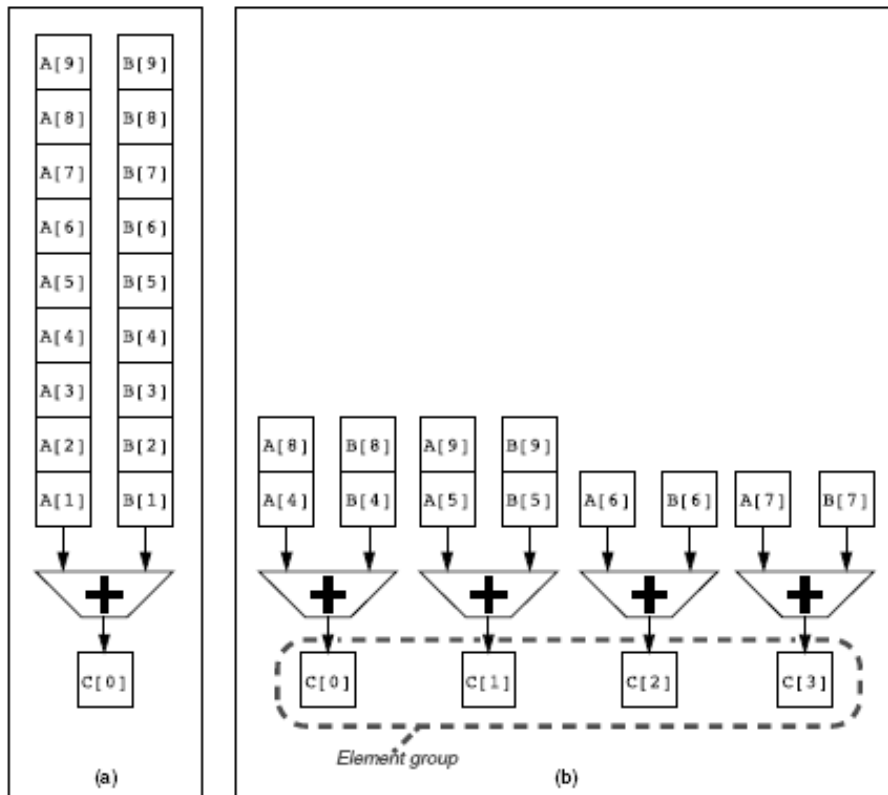 A[9] B[9]
A[8] B[8]
A[7] B[7]
A[6] B[6]
A[5] B[5]
A[4] B[4]
A[3] B[3]
A[2] B[2]
A[1] B[1]
+
C[0]
(a)
A[8] B[8] A[9] B[9]
A[4] B[4] A[5] B[5] A[6] B[6] A[7] B[7]
+ + + +
C[0] C[1] C[2] C[3]
Element group
(b)